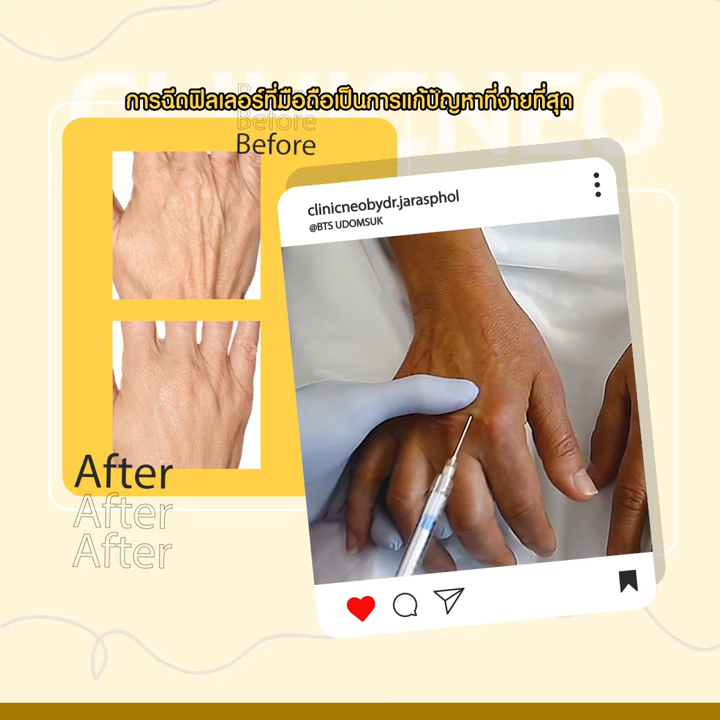 CLINICNEO
การฉีดฟิลเลอร์ที่มือถือเป็นการแก้ปัญหาที่ง่ายที่สุด
Before
Before
Before
clinicneobydr.jarasphol
@BTS UDOMSUK
After
After
After